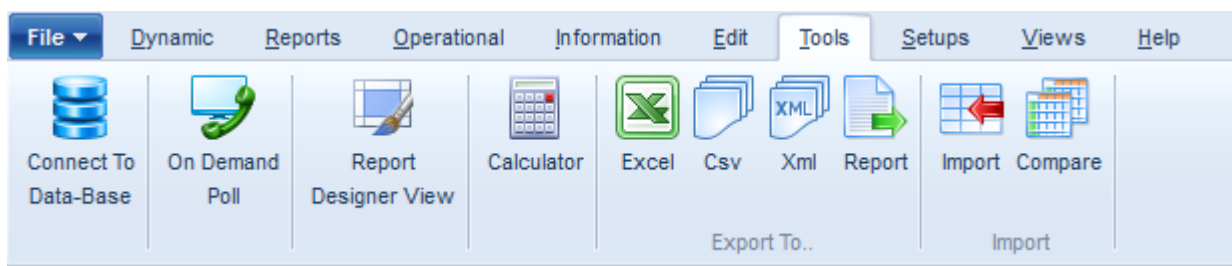 File Dynamic Reports Operational Information Edit Tools Setups Views Help
XML
Connect To On Demand Report Calculator Excel Csv Xml Report Import Compare
Data-Base Poll Designer View
Export To.. Import